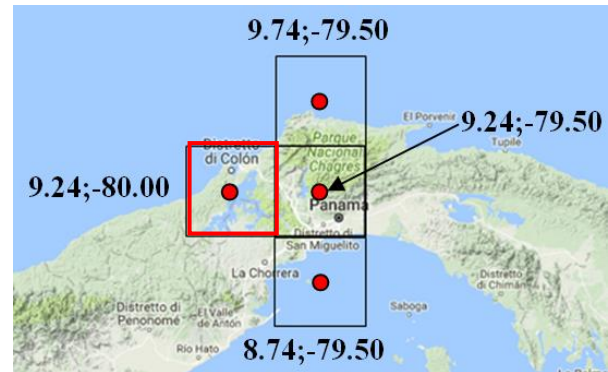 9.74;-79.50
El Porvenir
Tupile
9.24;-79.50
Parque
Nacional
Chagres
Distretto
di Colón
9.24;-80.00
Panama
Distretto di
San Miguelito
La Chorrera
Distretto
di Chimán
Saboga
Distretto di
Penonomé
El Valle
de Antón
Río Hato
8.74;-79.50